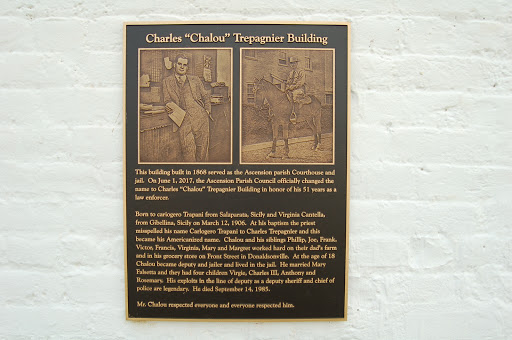 Charles “Chalou” Trepagnier Building
This building built in 1868 served as the Ascension parish Courthouse and
jail.  On June 1, 2017, the Ascension Parish Council officially changed the
name to Charles “Chalou” Trepagnier Building in honor of his 51 years as a
law enforcer.
Born to cariogero Trapani from Salaparata, Sicily and Virginia Cantella,
from Gibellina, Sicily on March 12, 1906.  At his baptism the priest
misspelled his name Cariogero Trapani to Charles Trepagnier and this
became his Americanized name.  Chalou and his siblings Phillip, Joe, Frank,
Victor, Francis, Virginia, Mary and Margret worked hard on their dad's farm
and in his grocery store on Front Street in Donaldsonville.  At the age of 18
Chalou became deputy and jailer and lived in the jail.  He married Mary
Falsetta and they had four children Virgie, Charles III, Anthony and
Rosemary.  His exploits in the line of deputy as a deputy sheriff and chief of
police are legendary.  He died September 14, 1985.
Mr. Chalou respected everyone and everyone respected him.